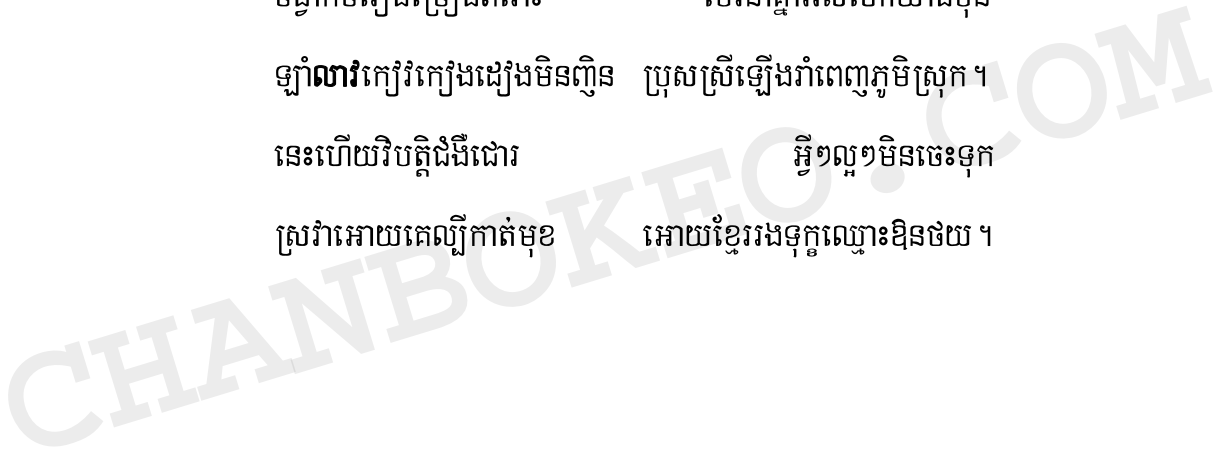 ឡាំលាវកៀវកៀងដៀងមិនញិន ប្រុសស្រីឡើងរាំពេញភូមិស្រុក។
នេះហើយវិបត្តិជំងឺជោរ អ្វីៗល្អៗមិនចេះទុក
ស្រវាអោយគេល្បីកាត់មុខ អោយខ្មែររងទុក្ខឈ្មោះឱនថយ។
CHANBOKEO.COM